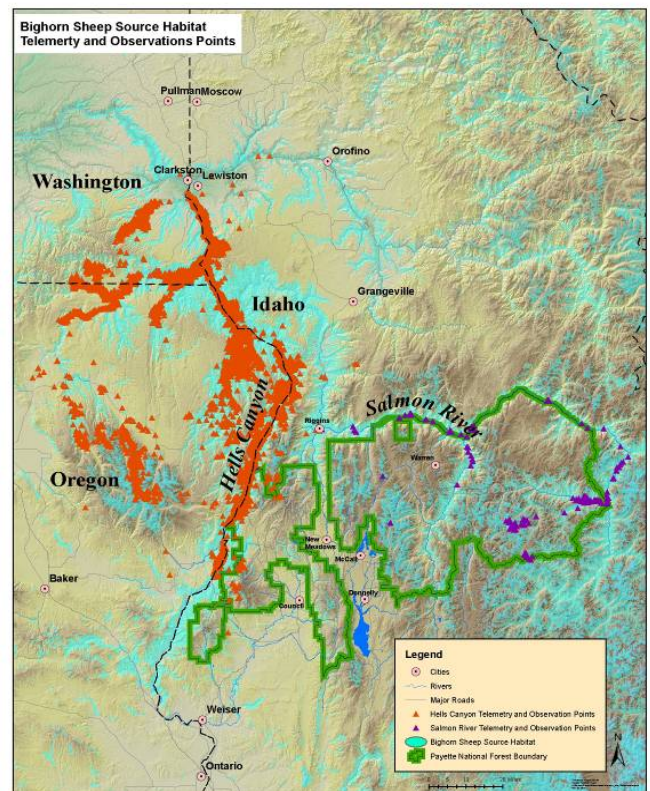 Bighorn Sheep Source Habitat
Telemerty and Observations Points
Pullman Moscow
Orofino
Clarkston
Lewiston
Washington
Grangeville
Idaho
Salmon River
Riggins
Hells Canyon
Warren
Oregon
New
Meadows
McCall
Baker
Council
Donnelly
Weiser
Ontario
Legend
Cities
Rivers
Major Roads
Hells Canyon Telemetry and Observation Points
Salmon River Telemetry and Observation Points
Bighorn Sheep Source Habitat
Payette National Forest Boundary
N